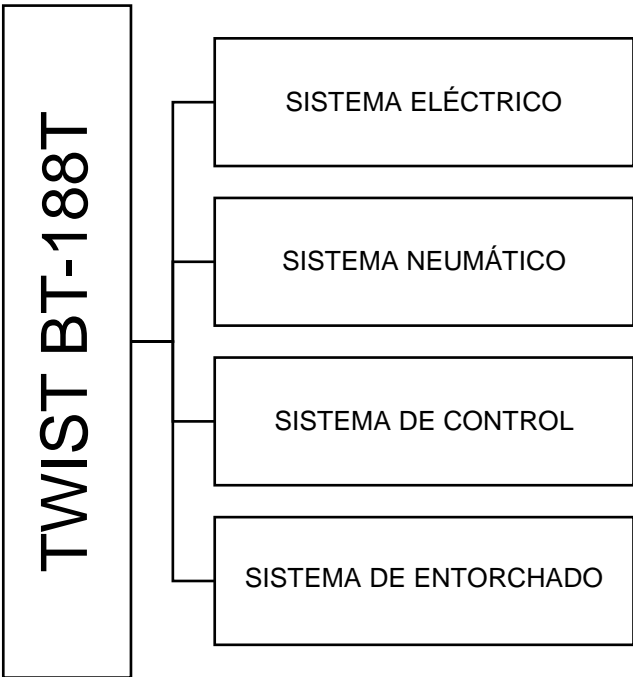 TWIST BT-188T
SISTEMA ELÉCTRICO
SISTEMA NEUMÁTICO
SISTEMA DE CONTROL
SISTEMA DE ENTORCHADO